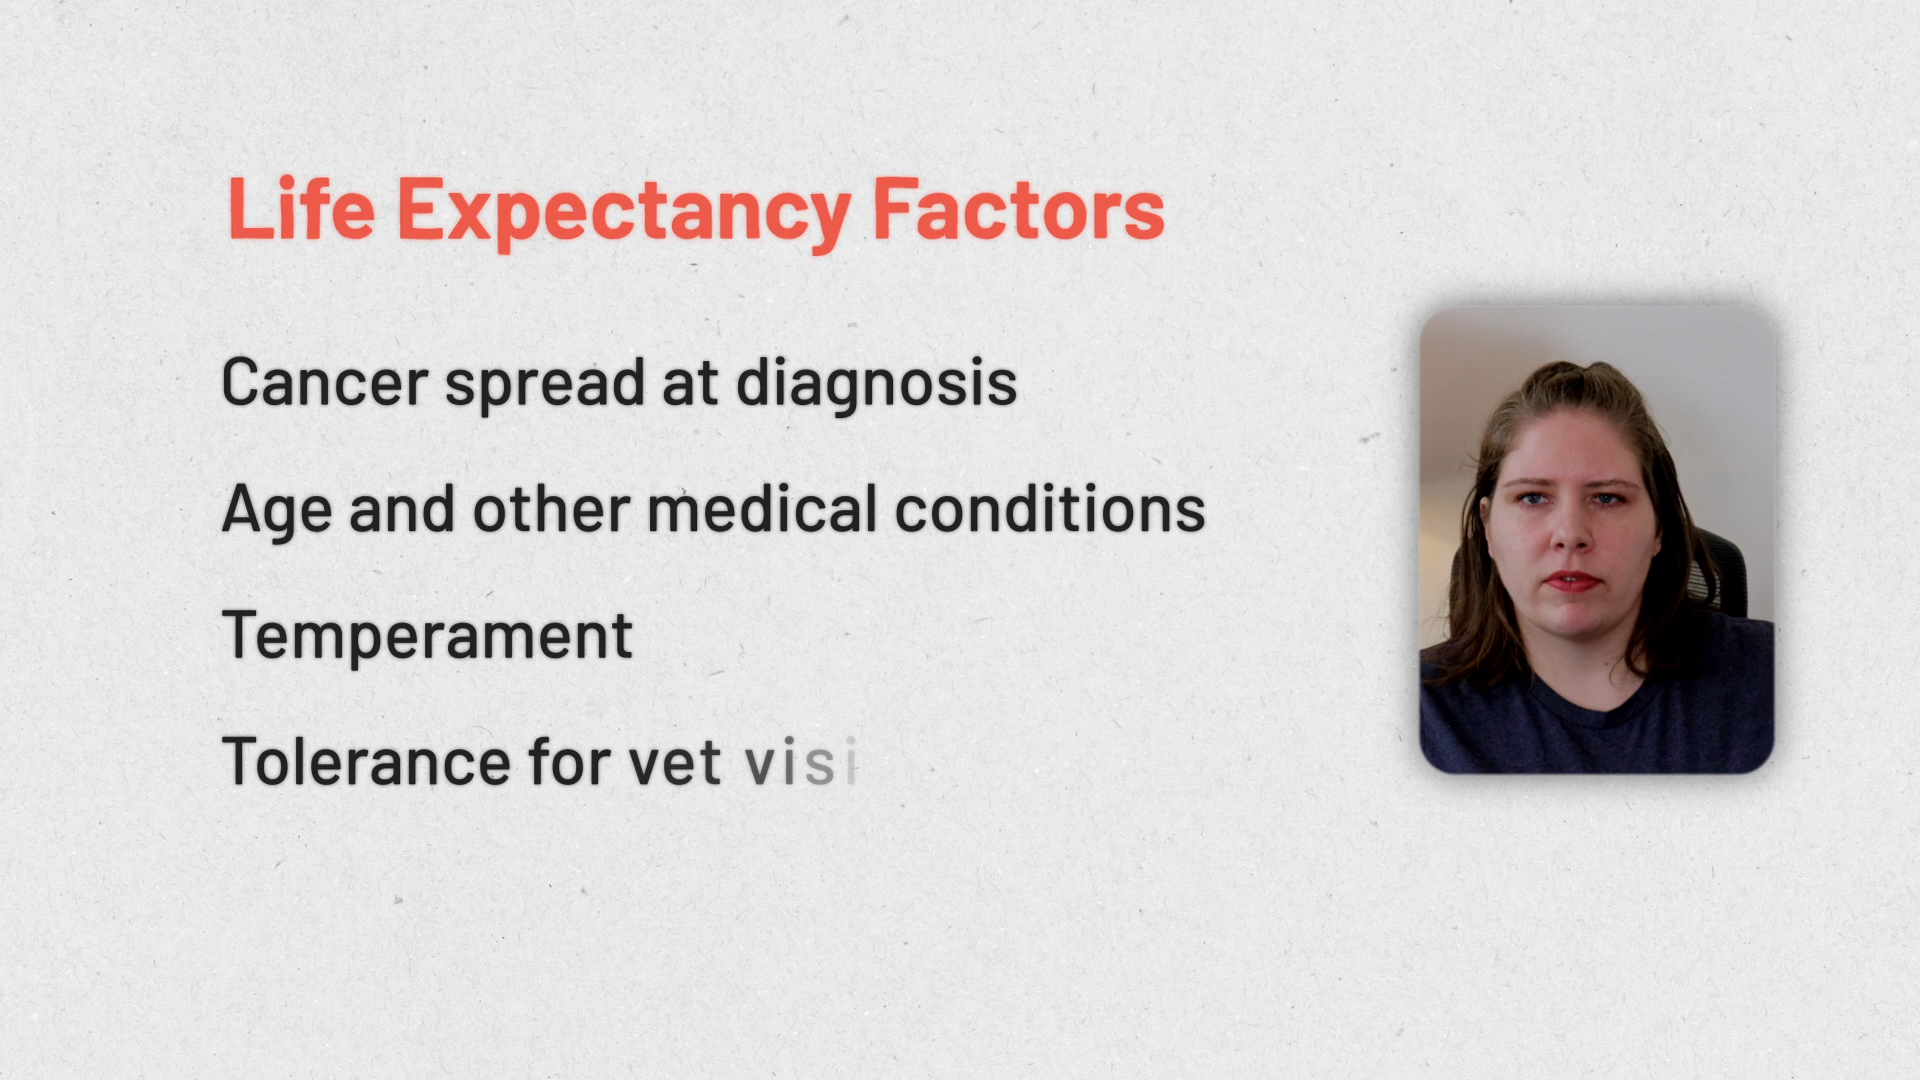 Life Expectancy Factors
Cancer spread at diagnosis
Age and other medical conditions
Temperament
Tolerance for vet visi